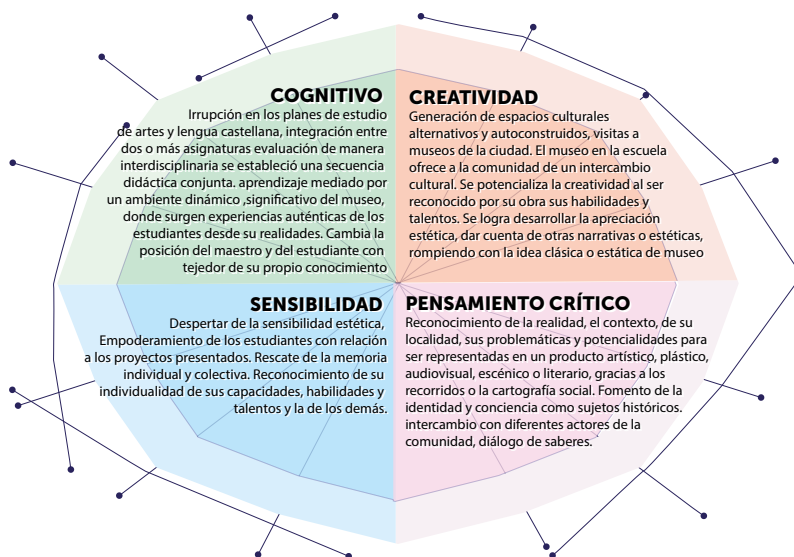 COGNITIVO
Irrupción en los planes de estudio
de artes y lengua castellana, integración entre
dos o más asignaturas evaluación de manera
interdisciplinaria se estableció una secuencia
didáctica conjunta. aprendizaje mediado por
un ambiente dinámico ,significativo del museo,
donde surgen experiencias auténticas de los
estudiantes desde su realidades. Cambia la
posición del maestro y del estudiante con
tejedor de su propio conocimiento
CREATIVIDAD
Generación de espacios culturales
alternativos y autoconstruidos, visitas a
museos de la ciudad. El museo en la escuela
ofrece a la comunidad de un intercambio
cultural. Se potencializa la creatividad al ser
reconocido por su obra sus habilidades y
talentos. Se logra desarrollar la apreciación
estética, dar cuenta de otras narrativas o estéticas,
rompiendo con la idea clásica o estática de museo
SENSIBILIDAD
Despertar de la sensibilidad estética,
Empoderamiento de los estudiantes con relación
a los proyectos presentados. Rescate de la memoria
individual y colectiva. Reconocimiento de su
individualidad de sus capacidades, habilidades y
talentos y la de los demás.
PENSAMIENTO CRÍTICO
Reconocimiento de la realidad, el contexto, de su
localidad, sus problemáticas y potencialidades para
ser representadas en un producto artístico, plástico,
audiovisual, escénico o literario, gracias a los
recorridos o la cartografía social. Fomento de la
identidad y conciencia como sujetos históricos.
intercambio con diferentes actores de la
comunidad, diálogo de saberes.